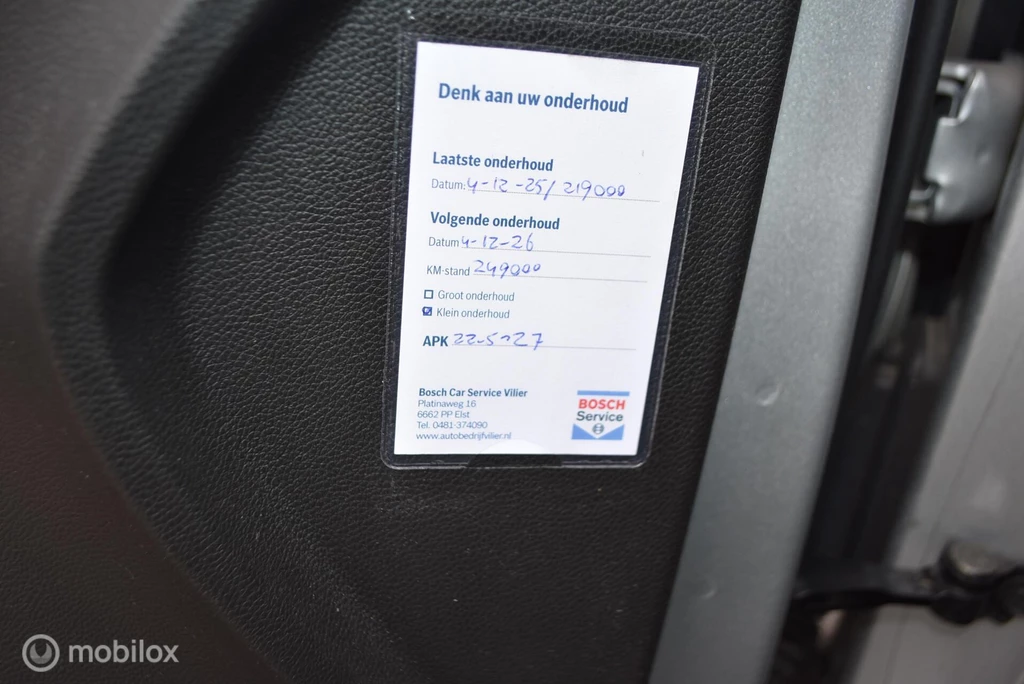 Denk aan uw onderhoud
Laatste onderhoud
Datum: 4-12-25/219000
Volgende onderhoud
Datum 4-12-26
KM-stand 249000
Groot onderhoud
Klein onderhoud
APK 22-5-27
Bosch Car Service Vilier
Platinaweg 16
6662 PP Elst
Tel. 0481-374090
www.autobedrijfvilier.nl
BOSCH
Service
mobilox